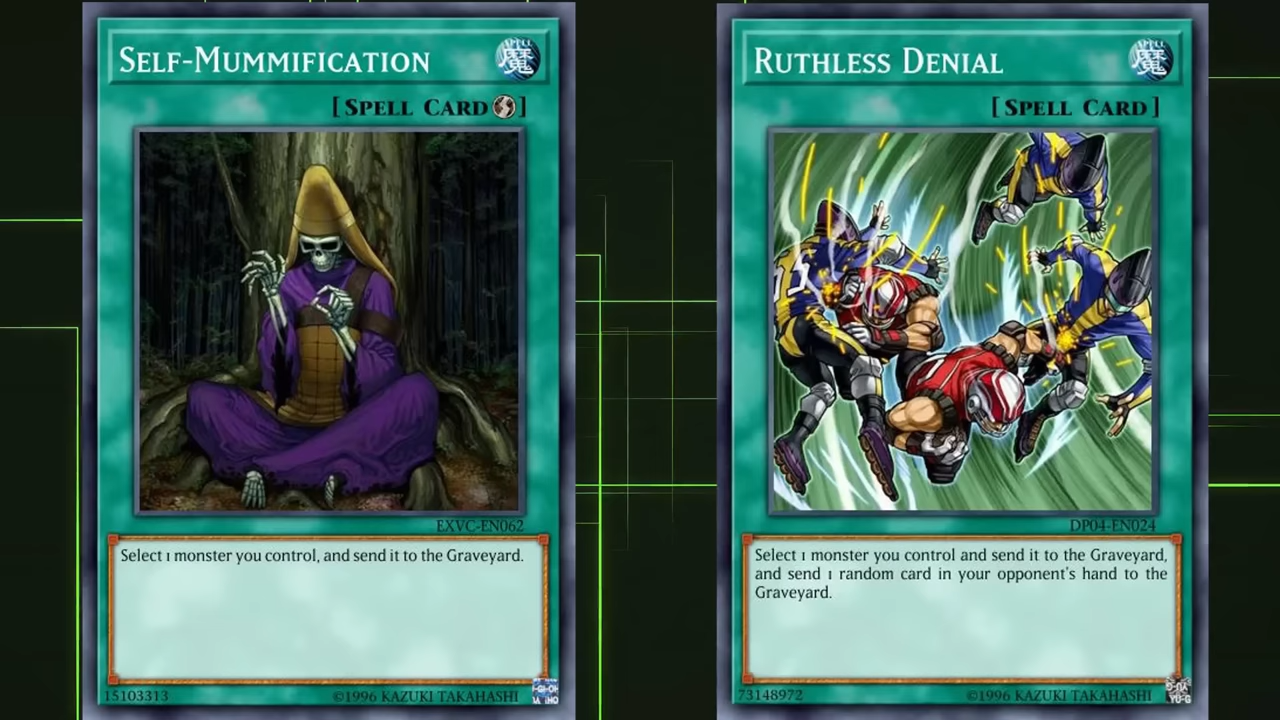 Self-Mummification
魔
[Spell Card]
EXVC-EN062
Select 1 monster you control, and send it to the Graveyard.
15103313
©1996 KAZUKI TAKAHASHI
Ruthless Denial
魔
[Spell Card]
DP04-EN024
Select 1 monster you control and send it to the Graveyard,
and send 1 random card in your opponent's hand to the
Graveyard.
73148972
©1996 KAZUKI TAKAHASHI